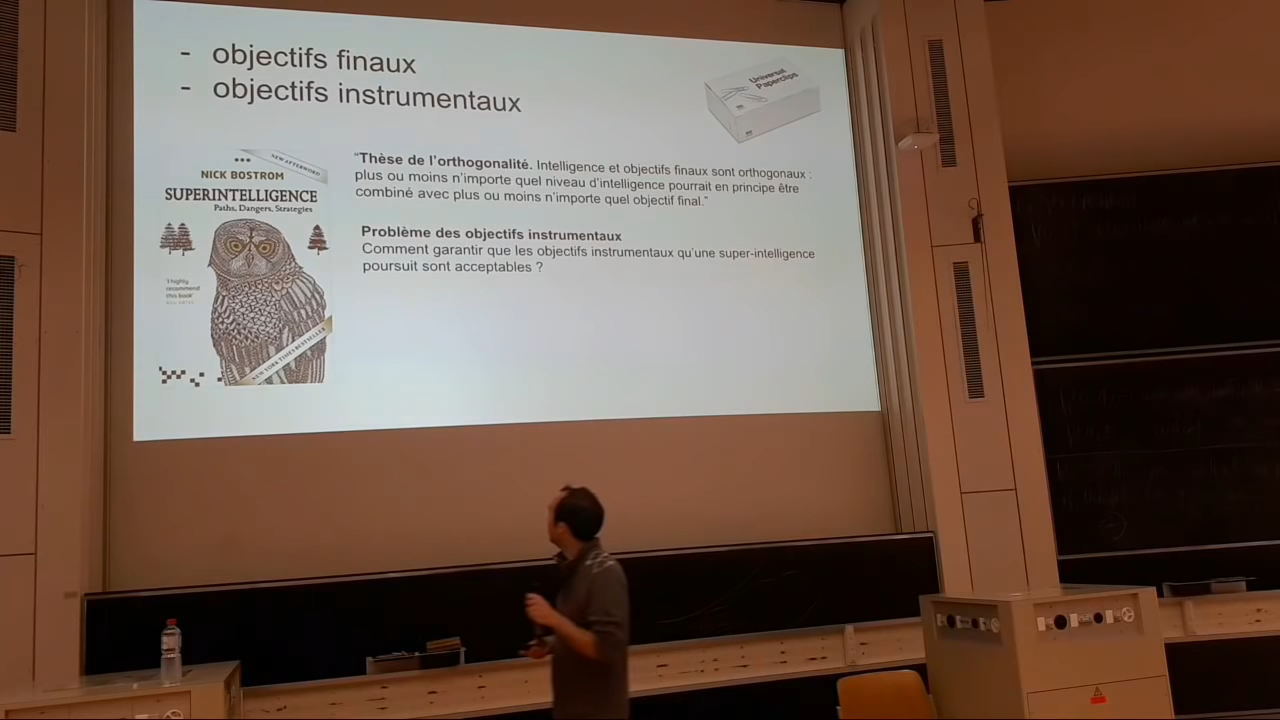 - objectifs finaux
- objectifs instrumentaux
Universal
Paperclips
NEW AFTERWORD
NICK BOSTROM
SUPERINTELLIGENCE
Paths, Dangers, Strategies
'I highly
recommend
this book'
NEW YORK TIMES BESTSELLER
"Thèse de l'orthogonalité. Intelligence et objectifs finaux sont orthogonaux :
plus ou moins n'importe quel niveau d'intelligence pourrait en principe être
combiné avec plus ou moins n'importe quel objectif final."
Problème des objectifs instrumentaux
Comment garantir que les objectifs instrumentaux qu'une super-intelligence
poursuit sont acceptables ?